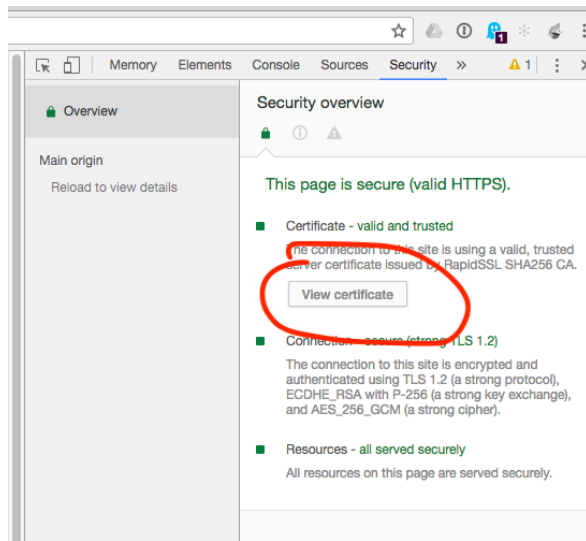 1
Memory Elements Console Sources Security » 1
Overview
Security overview
Main origin
Reload to view details
This page is secure (valid HTTPS).
Certificate - valid and trusted
The connection to this site is using a valid, trusted
server certificate issued by RapidSSL SHA256 CA.
View certificate
Connection - secure (strong TLS 1.2)
The connection to this site is encrypted and
authenticated using TLS 1.2 (a strong protocol),
ECDHE_RSA with P-256 (a strong key exchange),
and AES_256_GCM (a strong cipher).
Resources - all served securely
All resources on this page are served securely.